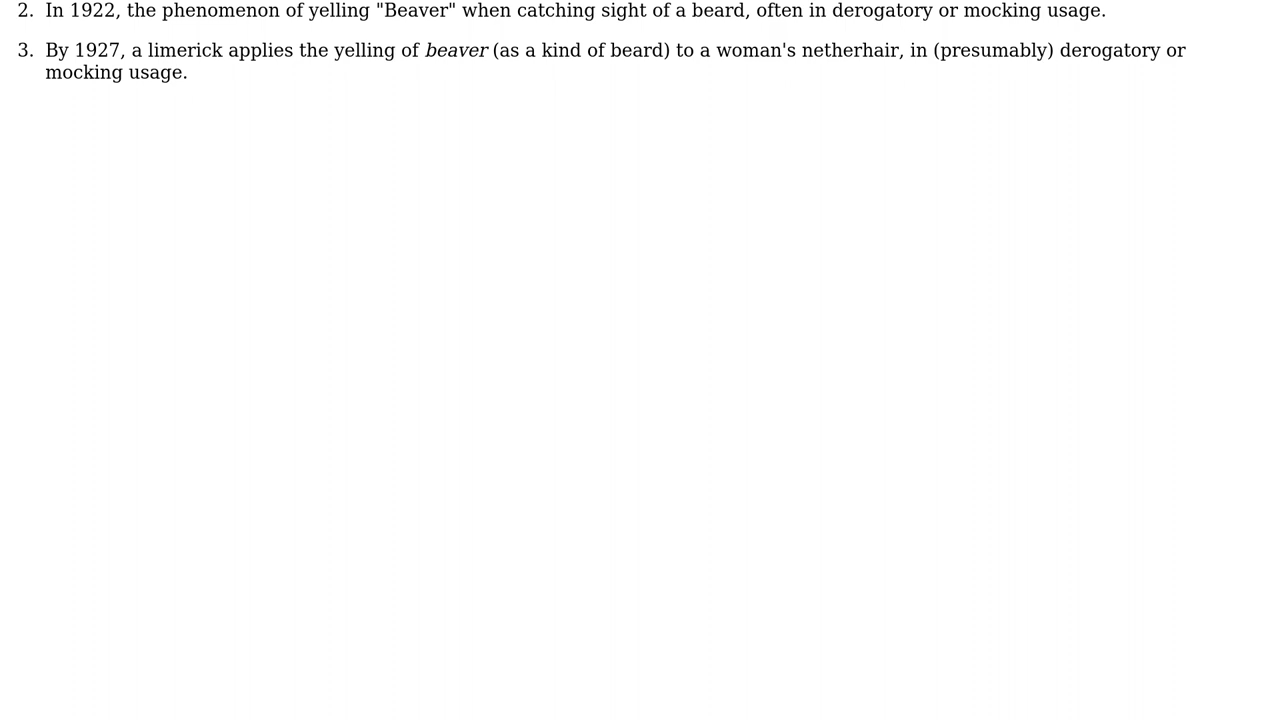 2. In 1922, the phenomenon of yelling "Beaver" when catching sight of a beard, often in derogatory or mocking usage.
3. By 1927, a limerick applies the yelling of beaver (as a kind of beard) to a woman's netherhair, in (presumably) derogatory or
mocking usage.